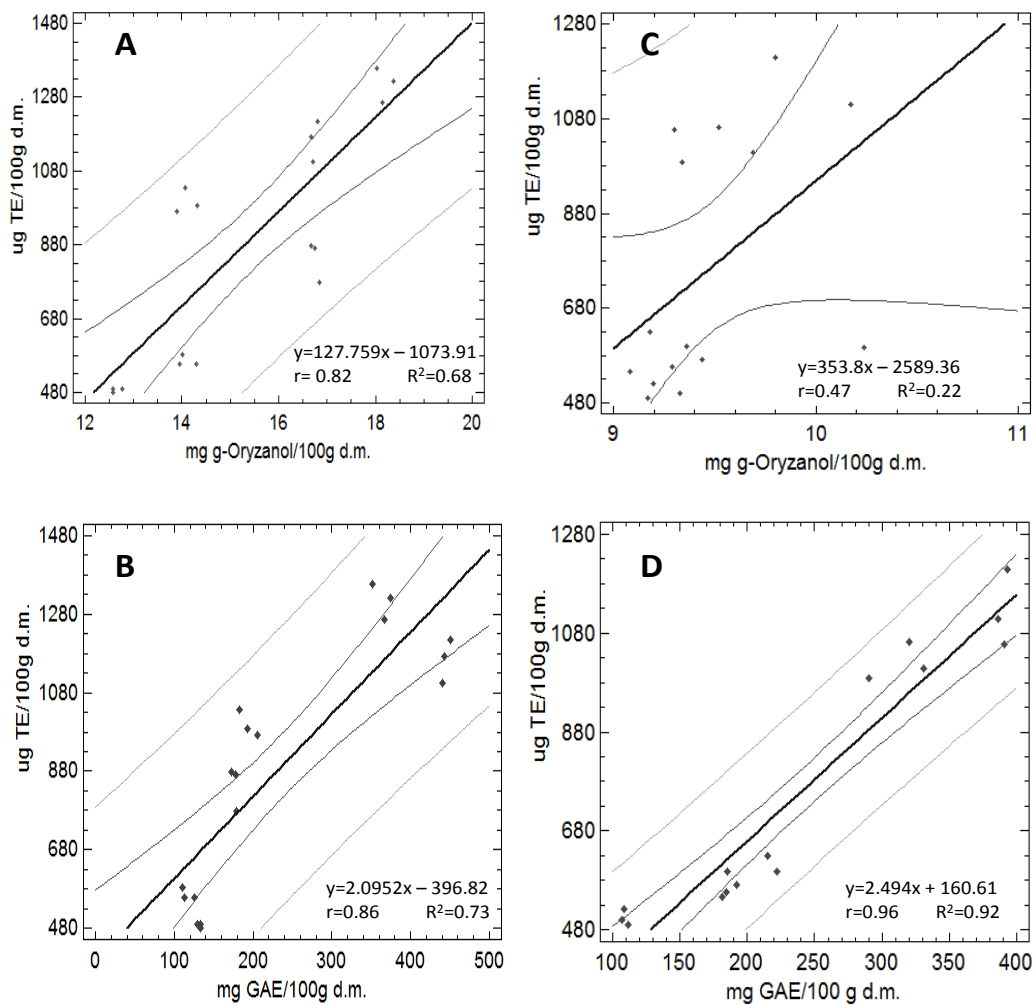 A
ug TE/100g d.m.
1480
1280
1080
880
680
480
y=127.759x – 1073.91
r= 0.82 R²=0.68
12 14 16 18 20
mg g-Oryzanol/100g d.m.
C
ug TE/100g d.m.
1280
1080
880
680
480
y=353.8x – 2589.36
r=0.47 R²=0.22
9 10 11
mg g-Oryzanol/100g d.m.
B
ug TE/100g d.m.
1480
1280
1080
880
680
480
y=2.0952x – 396.82
r=0.86 R²=0.73
0 100 200 300 400 500
mg GAE/100g d.m.
D
ug TE/100g d.m.
1280
1080
880
680
480
y=2.494x + 160.61
r=0.96 R²=0.92
100 150 200 250 300 350 400
mg GAE/100 g d.m.